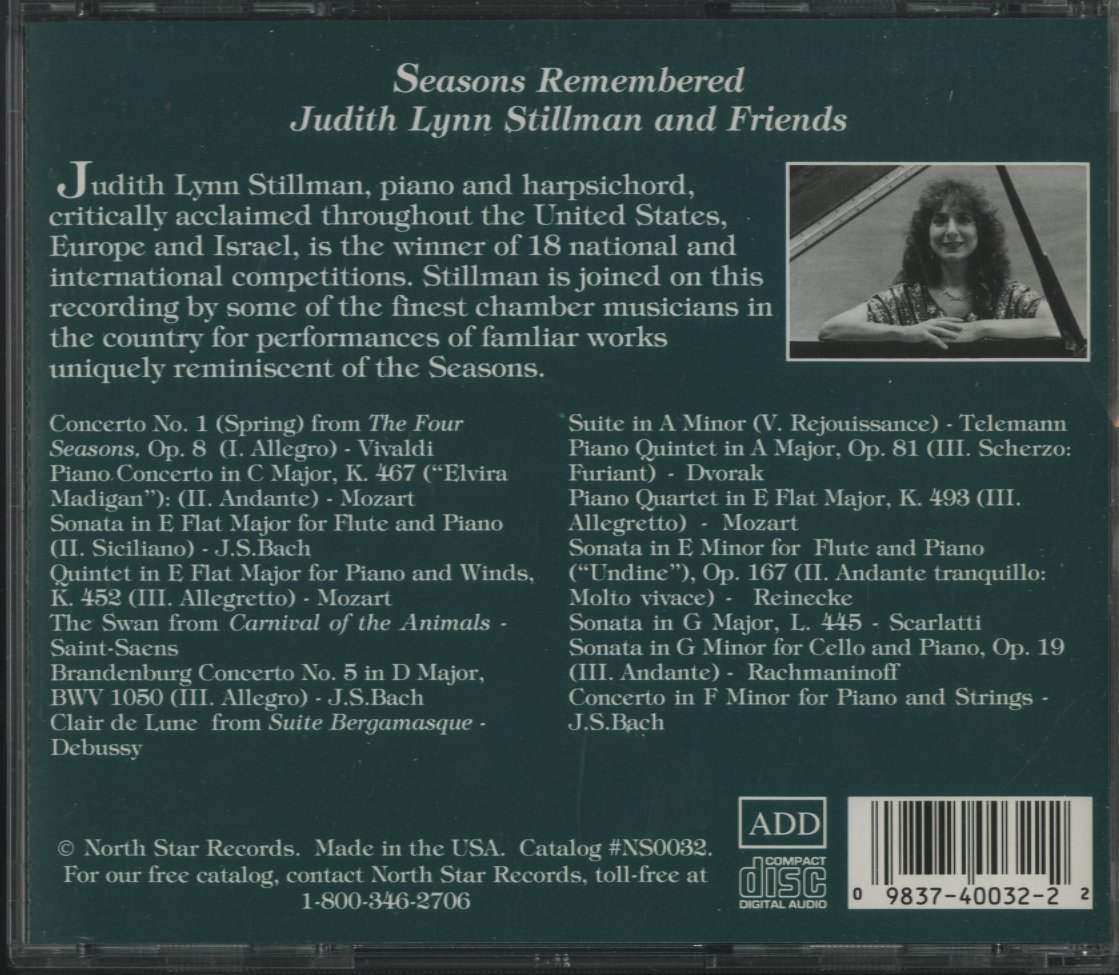 Seasons Remembered
Judith Lynn Stillman and Friends
Judith Lynn Stillman, piano and harpsichord,
critically acclaimed throughout the United States,
Europe and Israel, is the winner of 18 national and
international competitions. Stillman is joined on this
recording by some of the finest chamber musicians in
the country for performances of famliar works
uniquely reminiscent of the Seasons.
Concerto No. 1 (Spring) from The Four
Seasons, Op. 8 (I. Allegro) - Vivaldi
Piano Concerto in C Major, K. 467 (“Elvira
Madigan”): (II. Andante) - Mozart
Sonata in E Flat Major for Flute and Piano
(II. Siciliano) - J.S.Bach
Quintet in E Flat Major for Piano and Winds,
K. 452 (III. Allegretto) - Mozart
The Swan from Carnival of the Animals -
Saint-Saens
Brandenburg Concerto No. 5 in D Major,
BWV 1050 (III. Allegro) - J.S.Bach
Clair de Lune from Suite Bergamasque -
Debussy
Suite in A Minor (V. Rejouissance) - Telemann
Piano Quintet in A Major, Op. 81 (III. Scherzo:
Furiant) - Dvorak
Piano Quartet in E Flat Major, K. 493 (III.
Allegretto) - Mozart
Sonata in E Minor for Flute and Piano
(“Undine”), Op. 167 (II. Andante tranquillo:
Molto vivace) - Reinecke
Sonata in G Major, L. 445 - Scarlatti
Sonata in G Minor for Cello and Piano, Op. 19
(III. Andante) - Rachmaninoff
Concerto in F Minor for Piano and Strings -
J.S.Bach
© North Star Records. Made in the USA. Catalog #NS0032.
For our free catalog, contact North Star Records, toll-free at
1-800-346-2706
ADD
COMPACT
disc
DIGITAL AUDIO
0 9837-40032-2 2